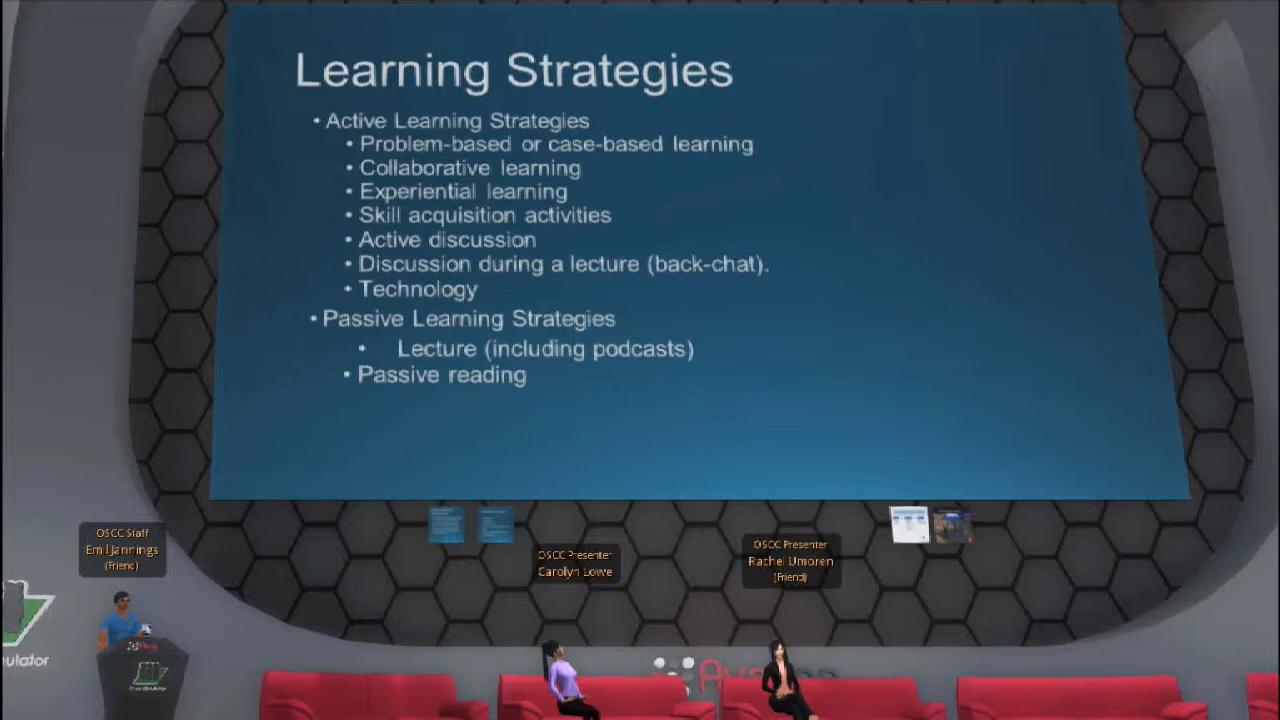 Learning Strategies
• Active Learning Strategies
• Problem-based or case-based learning
• Collaborative learning
• Experiential learning
• Skill acquisition activities
• Active discussion
• Discussion during a lecture (back-chat).
• Technology
• Passive Learning Strategies
• Lecture (including podcasts)
• Passive reading
OSCC Staff
Emil Jannings
(Friend)
OSCC Presenter
Carolyn Lowe
OSCC Presenter
Rachel Umoren
(Friend)
mulator